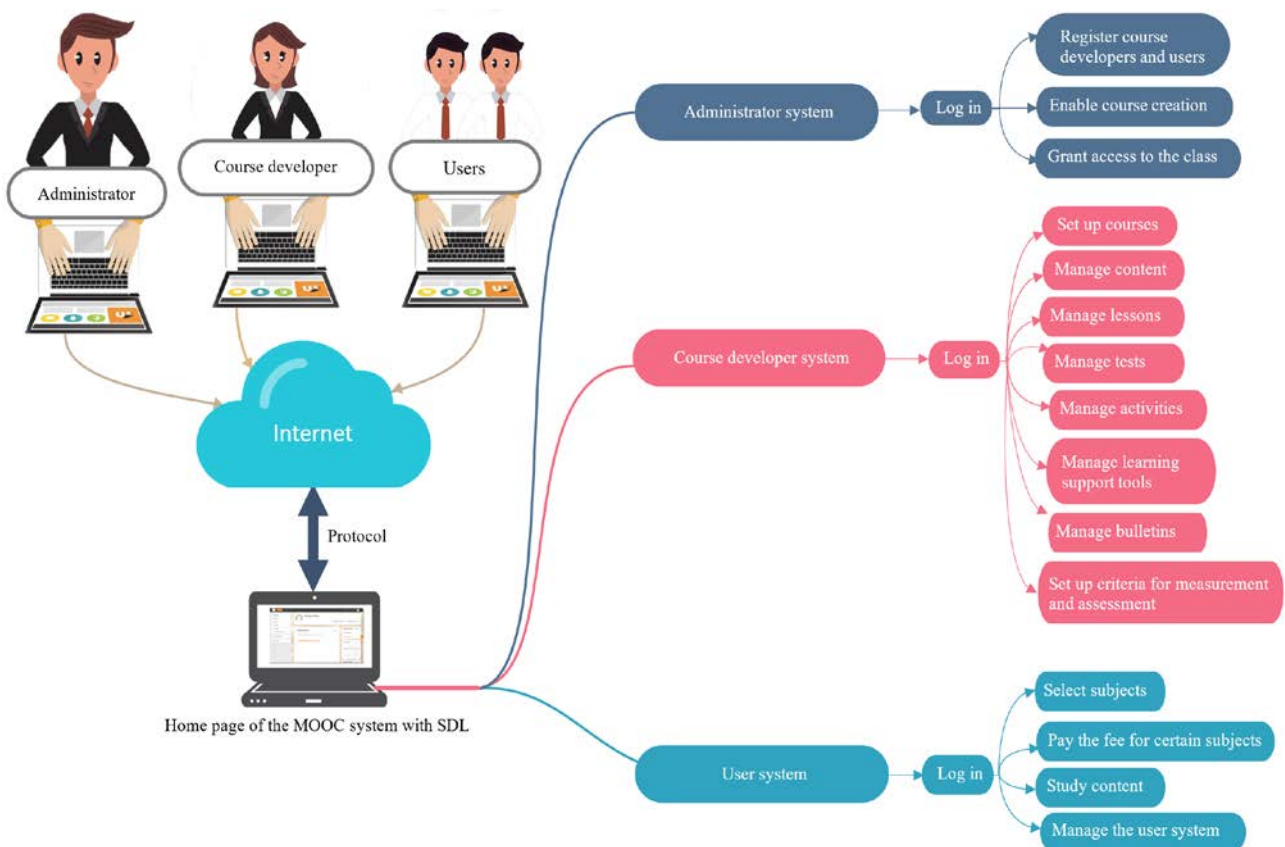 Administrator
Course developer
Users
Internet
Protocol
Home page of the MOOC system with SDL
Administrator system
Log in
Register course
developers and users
Enable course creation
Grant access to the class
Course developer system
Log in
Set up courses
Manage content
Manage lessons
Manage tests
Manage activities
Manage learning
support tools
Manage bulletins
Set up criteria for measurement
and assessment
User system
Log in
Select subjects
Pay the fee for certain subjects
Study content
Manage the user system